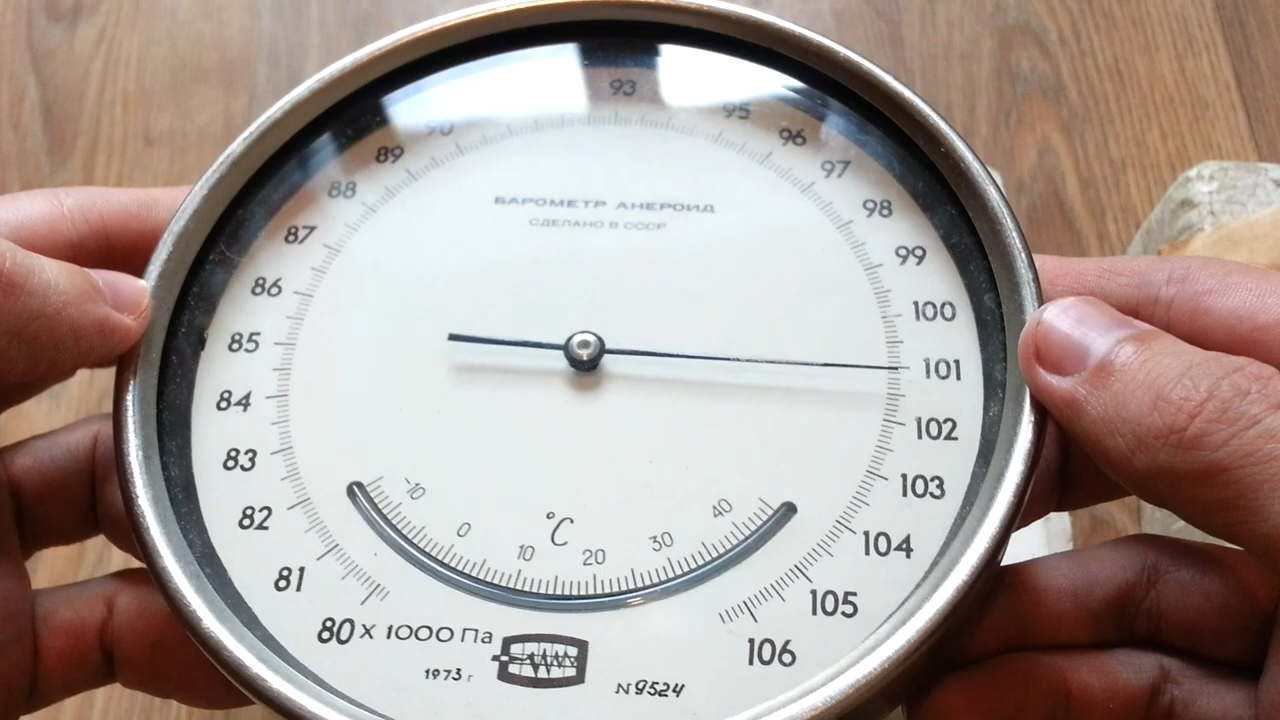 80 81 82 83 84 85 86 87 88 89 90 93 95 96 97 98 99 100 101 102 103 104 105 106
БАРОМЕТР АНЕРОИД
СДЕЛАНО В СССР
-10 0 10 20 30 40
°C
X 1000 Па
1973 г
N9524